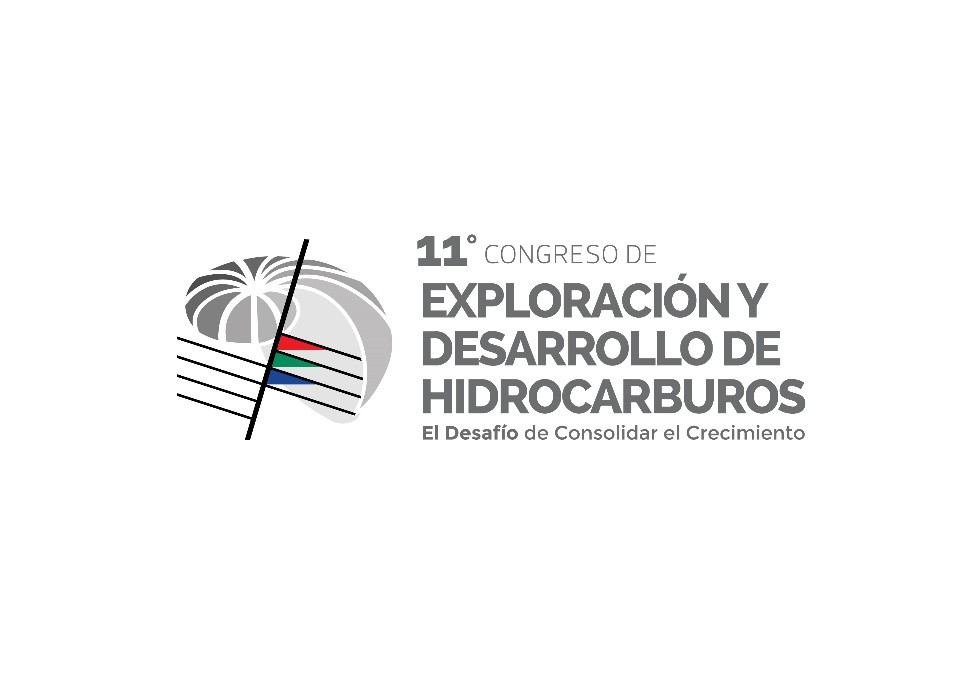 11° CONGRESO DE
EXPLORACIÓN Y
DESARROLLO DE
HIDROCARBUROS
El Desafío de Consolidar el Crecimiento